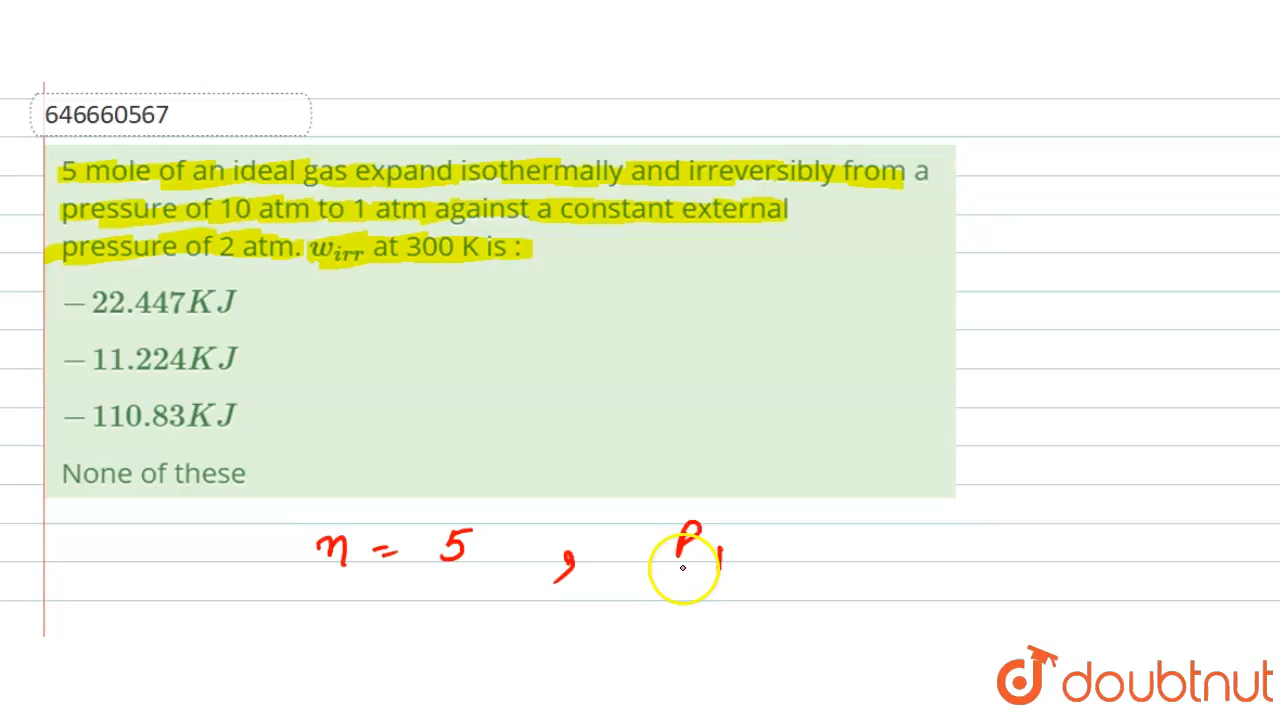 646660567
5 mole of an ideal gas expand isothermally and irreversibly from a
pressure of 10 atm to 1 atm against a constant external
pressure of 2 atm. w_irr at 300 K is :
− 22.447KJ
− 11.224KJ
− 110.83KJ
None of these
n = 5 , P1
doubtnut